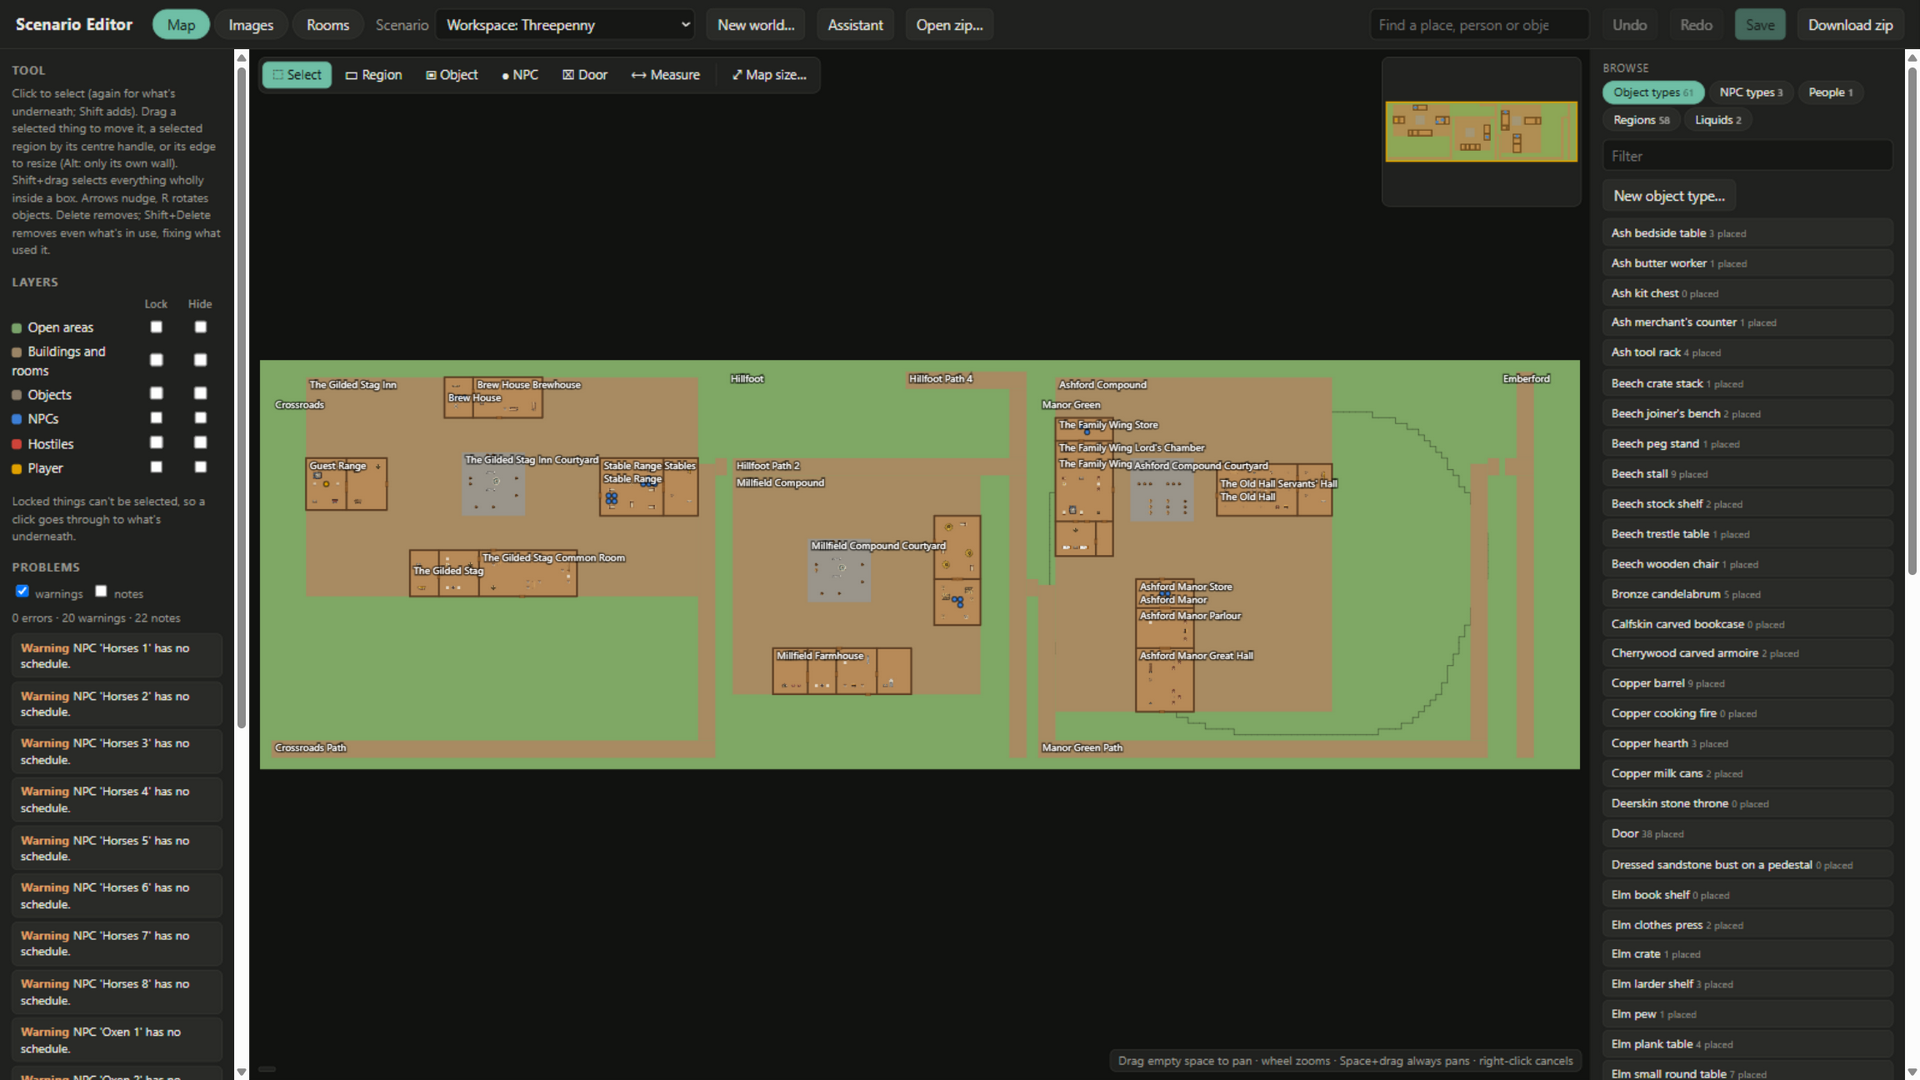 Scenario Editor
Map
Images
Rooms
Scenario
Workspace: Threepenny
New world...
Assistant
Open zip...
Find a place, person or obje
Undo
Redo
Save
Download zip
TOOL
Click to select (again for what's
underneath; Shift adds). Drag a
selected thing to move it, a selected
region by its centre handle, or its edge
to resize (Alt: only its own wall).
Shift+drag selects everything wholly
inside a box. Arrows nudge, R rotates
objects. Delete removes; Shift+Delete
removes even what's in use, fixing what
used it.
LAYERS
Lock
Hide
Open areas
Buildings and
rooms
Objects
NPCs
Hostiles
Player
Locked things can't be selected, so a
click goes through to what's
underneath.
PROBLEMS
warnings
notes
0 errors · 20 warnings · 22 notes
Warning NPC 'Horses 1' has no
schedule.
Warning NPC 'Horses 2' has no
schedule.
Warning NPC 'Horses 3' has no
schedule.
Warning NPC 'Horses 4' has no
schedule.
Warning NPC 'Horses 5' has no
schedule.
Warning NPC 'Horses 6' has no
schedule.
Warning NPC 'Horses 7' has no
schedule.
Warning NPC 'Horses 8' has no
schedule.
Warning NPC 'Oxen 1' has no
schedule.
Warning NPC 'Oxen 2' has no
Select
Region
Object
NPC
Door
Measure
Map size...
The Gilded Stag Inn
Brew House Brewhouse
Brew House
Crossroads
Hillfoot
Hillfoot Path 4
Ashford Compound
Manor Green
Emberford
The Family Wing Store
The Family Wing Lord's Chamber
The Family Wing
Ashford Compound Courtyard
Guest Range
The Gilded Stag Inn Courtyard
Stable Range Stables
Stable Range
Hillfoot Path 2
Millfield Compound
The Old Hall Servants' Hall
The Old Hall
Millfield Compound Courtyard
The Gilded Stag Common Room
The Gilded Stag
Ashford Manor Store
Ashford Manor
Ashford Manor Parlour
Millfield Farmhouse
Ashford Manor Great Hall
Crossroads Path
Manor Green Path
Drag empty space to pan · wheel zooms · Space+drag always pans · right-click cancels
BROWSE
Object types 61
NPC types 3
People 1
Regions 58
Liquids 2
Filter
New object type...
Ash bedside table 3 placed
Ash butter worker 1 placed
Ash kit chest 0 placed
Ash merchant's counter 1 placed
Ash tool rack 4 placed
Beech crate stack 1 placed
Beech joiner's bench 2 placed
Beech peg stand 1 placed
Beech stall 9 placed
Beech stock shelf 2 placed
Beech trestle table 1 placed
Beech wooden chair 1 placed
Bronze candelabrum 5 placed
Calfskin carved bookcase 0 placed
Cherrywood carved armoire 2 placed
Copper barrel 9 placed
Copper cooking fire 0 placed
Copper hearth 3 placed
Copper milk cans 2 placed
Deerskin stone throne 0 placed
Door 38 placed
Dressed sandstone bust on a pedestal 0 placed
Elm book shelf 0 placed
Elm clothes press 2 placed
Elm crate 1 placed
Elm larder shelf 3 placed
Elm pew 1 placed
Elm plank table 4 placed
Elm small round table 7 placed